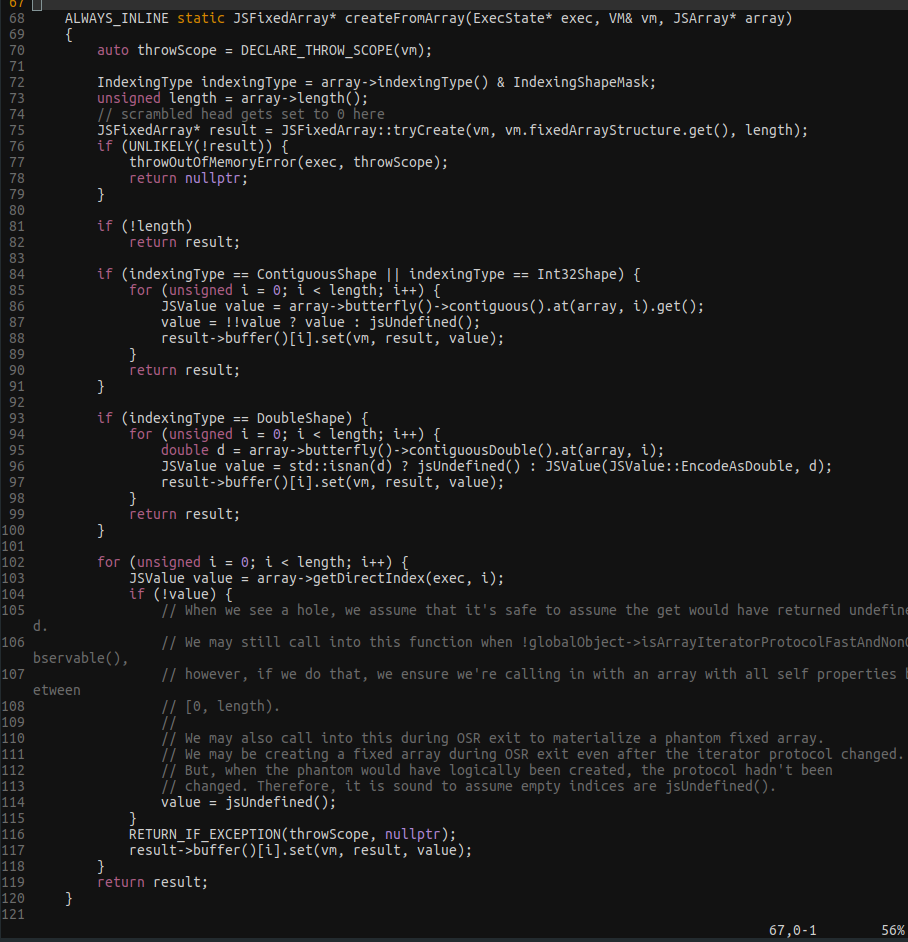 67
68     ALWAYS_INLINE static JSFixedArray* createFromArray(ExecState* exec, VM& vm, JSArray* array)
69     {
70         auto throwScope = DECLARE_THROW_SCOPE(vm);
71
72         IndexingType indexingType = array->indexingType() & IndexingShapeMask;
73         unsigned length = array->length();
74         // scrambled head gets set to 0 here
75         JSFixedArray* result = JSFixedArray::tryCreate(vm, vm.fixedArrayStructure.get(), length);
76         if (UNLIKELY(!result)) {
77             throwOutOfMemoryError(exec, throwScope);
78             return nullptr;
79         }
80
81         if (!length)
82             return result;
83
84         if (indexingType == ContiguousShape || indexingType == Int32Shape) {
85             for (unsigned i = 0; i < length; i++) {
86                 JSValue value = array->butterfly()->contiguous().at(array, i).get();
87                 value = !!value ? value : jsUndefined();
88                 result->buffer()[i].set(vm, result, value);
89             }
90             return result;
91         }
92
93         if (indexingType == DoubleShape) {
94             for (unsigned i = 0; i < length; i++) {
95                 double d = array->butterfly()->contiguousDouble().at(array, i);
96                 JSValue value = std::isnan(d) ? jsUndefined() : JSValue(JSValue::EncodeAsDouble, d);
97                 result->buffer()[i].set(vm, result, value);
98             }
99             return result;
100         }
101
102         for (unsigned i = 0; i < length; i++) {
103             JSValue value = array->getDirectIndex(exec, i);
104             if (!value) {
105                 // When we see a hole, we assume that it's safe to assume the get would have returned undefine
d.
106                 // We may still call into this function when !globalObject->isArrayIteratorProtocolFastAndNonO
bservable(),
107                 // however, if we do that, we ensure we're calling in with an array with all self properties b
etween
108                 // [0, length).
109                 //
110                 // We may also call into this during OSR exit to materialize a phantom fixed array.
111                 // We may be creating a fixed array during OSR exit even after the iterator protocol changed.
112                 // But, when the phantom would have logically been created, the protocol hadn't been
113                 // changed. Therefore, it is sound to assume empty indices are jsUndefined().
114                 value = jsUndefined();
115             }
116             RETURN_IF_EXCEPTION(throwScope, nullptr);
117             result->buffer()[i].set(vm, result, value);
118         }
119         return result;
120     }
121
67,0-1 56%